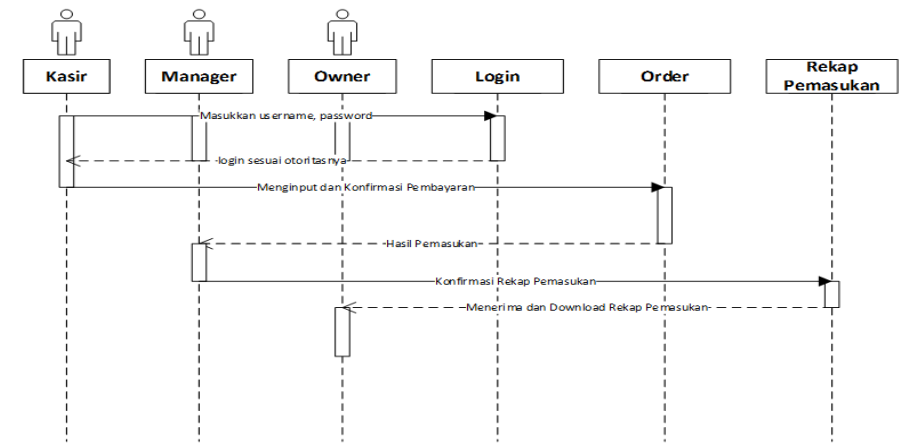 Kasir
Manager
Owner
Login
Order
Rekap
Pemasukan
Masukkan username, password
login sesuai otoritasnya
Menginput dan Konfirmasi Pembayaran
Hasil Pemasukan
Konfirmasi Rekap Pemasukan
Menerima dan Download Rekap Pemasukan